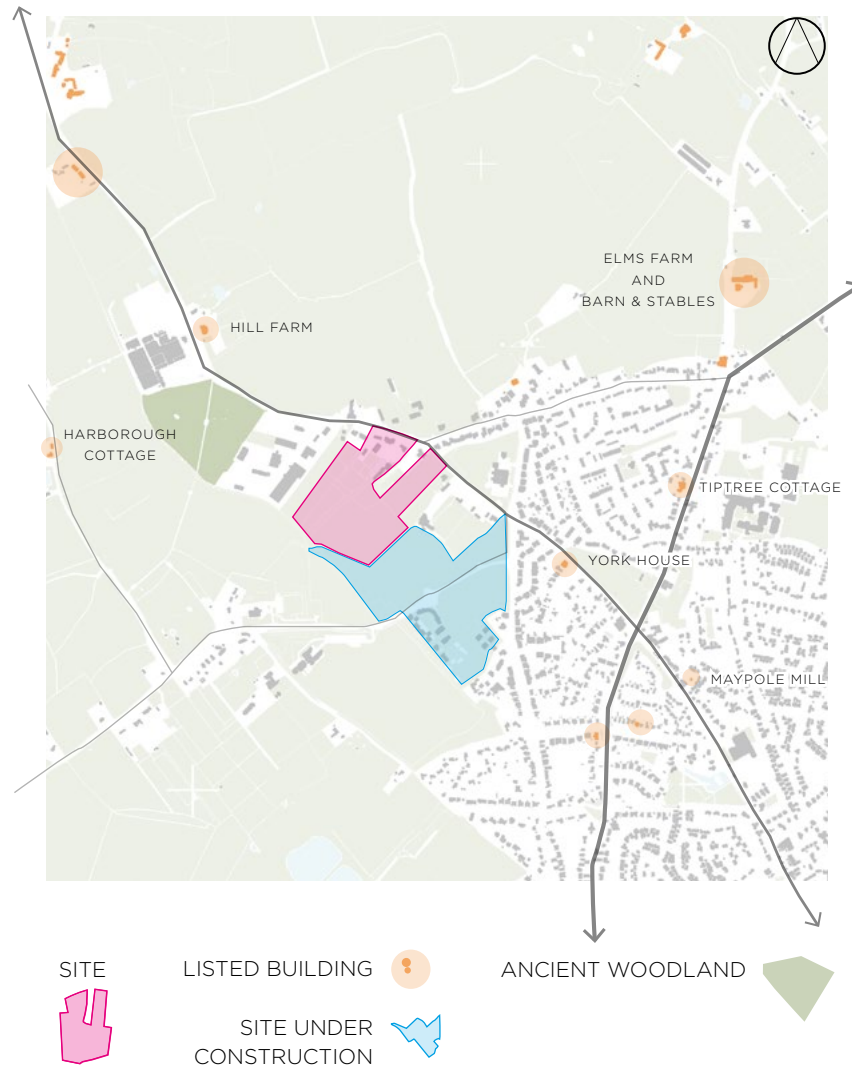 ELMS FARM
AND
BARN & STABLES
HILL FARM
HARBOROUGH
COTTAGE
TIPTREE COTTAGE
YORK HOUSE
MAYPOLE MILL
SITE
LISTED BUILDING
ANCIENT WOODLAND
SITE UNDER
CONSTRUCTION